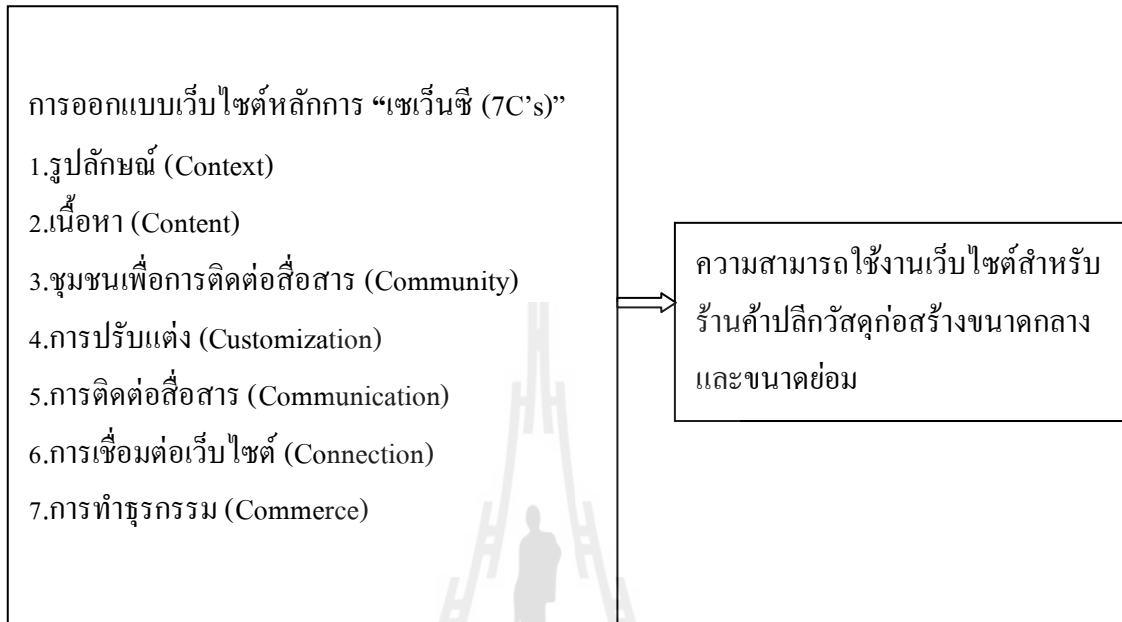 การออกแบบเว็บไซต์หลักการ “เซเว็นซี (7C’s)”
1.รูปลักษณ์ (Context)
2.เนื้อหา (Content)
3.ชุมชนเพื่อการติดต่อสื่อสาร (Community)
4.การปรับแต่ง (Customization)
5.การติดต่อสื่อสาร (Communication)
6.การเชื่อมต่อเว็บไซต์ (Connection)
7.การทำธุรกรรม (Commerce)
ความสามารถใช้งานเว็บไซต์สำหรับ
ร้านค้าปลีกวัสดุก่อสร้างขนาดกลาง
และขนาดย่อม